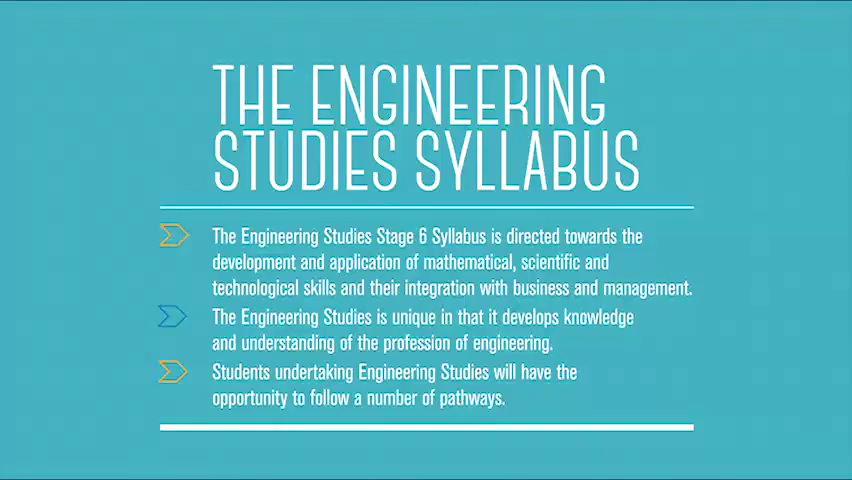 THE ENGINEERING
STUDIES SYLLABUS
The Engineering Studies Stage 6 Syllabus is directed towards the
development and application of mathematical, scientific and
technological skills and their integration with business and management.
The Engineering Studies is unique in that it develops knowledge
and understanding of the profession of engineering.
Students undertaking Engineering Studies will have the
opportunity to follow a number of pathways.